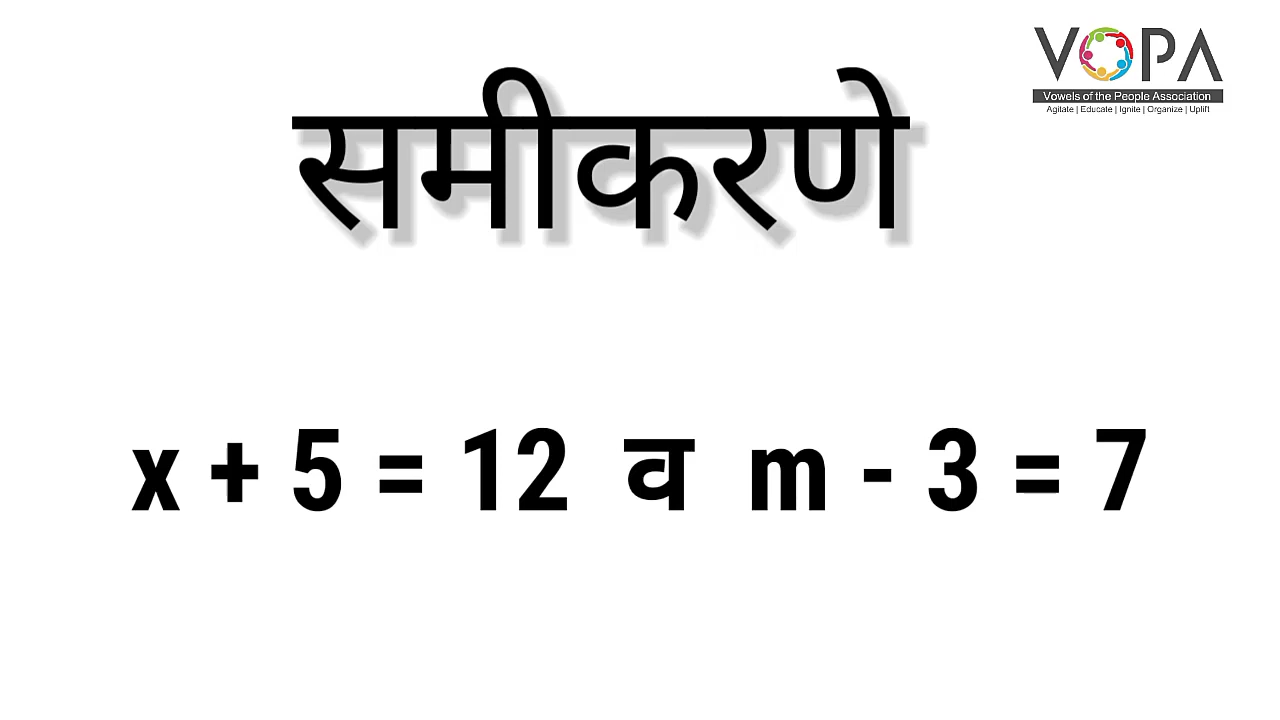 VOPA
Vowels of the People Association
Agitate | Educate | Ignite | Organize | Uplift
समीकरणे
x + 5 = 12 व m - 3 = 7